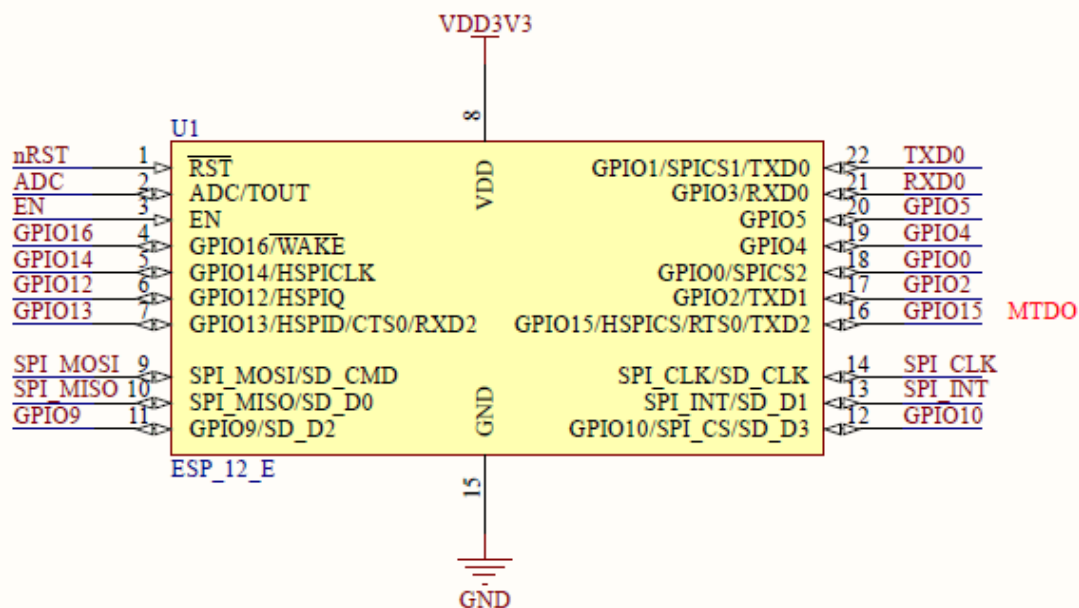 VDD3V3
8
U1
nRST 1 RST GPIO1/SPICS1/TXD0 22 TXD0
ADC 2 ADC/TOUT GPIO3/RXD0 21 RXD0
EN 3 EN GPIO5 20 GPIO5
GPIO16 4 GPIO16/WAKE GPIO4 19 GPIO4
GPIO14 5 GPIO14/HSPICLK GPIO0/SPICS2 18 GPIO0
GPIO12 6 GPIO12/HSPIQ GPIO2/TXD1 17 GPIO2
GPIO13 7 GPIO13/HSPID/CTS0/RXD2 GPIO15/HSPICS/RTS0/TXD2 16 GPIO15 MTDO
VDD
SPI_MOSI 9 SPI_MOSI/SD_CMD SPI_CLK/SD_CLK 14 SPI_CLK
SPI_MISO 10 SPI_MISO/SD_D0 SPI_INT/SD_D1 13 SPI_INT
GPIO9 11 GPIO9/SD_D2 GPIO10/SPI_CS/SD_D3 12 GPIO10
GND
ESP_12_E
15
GND